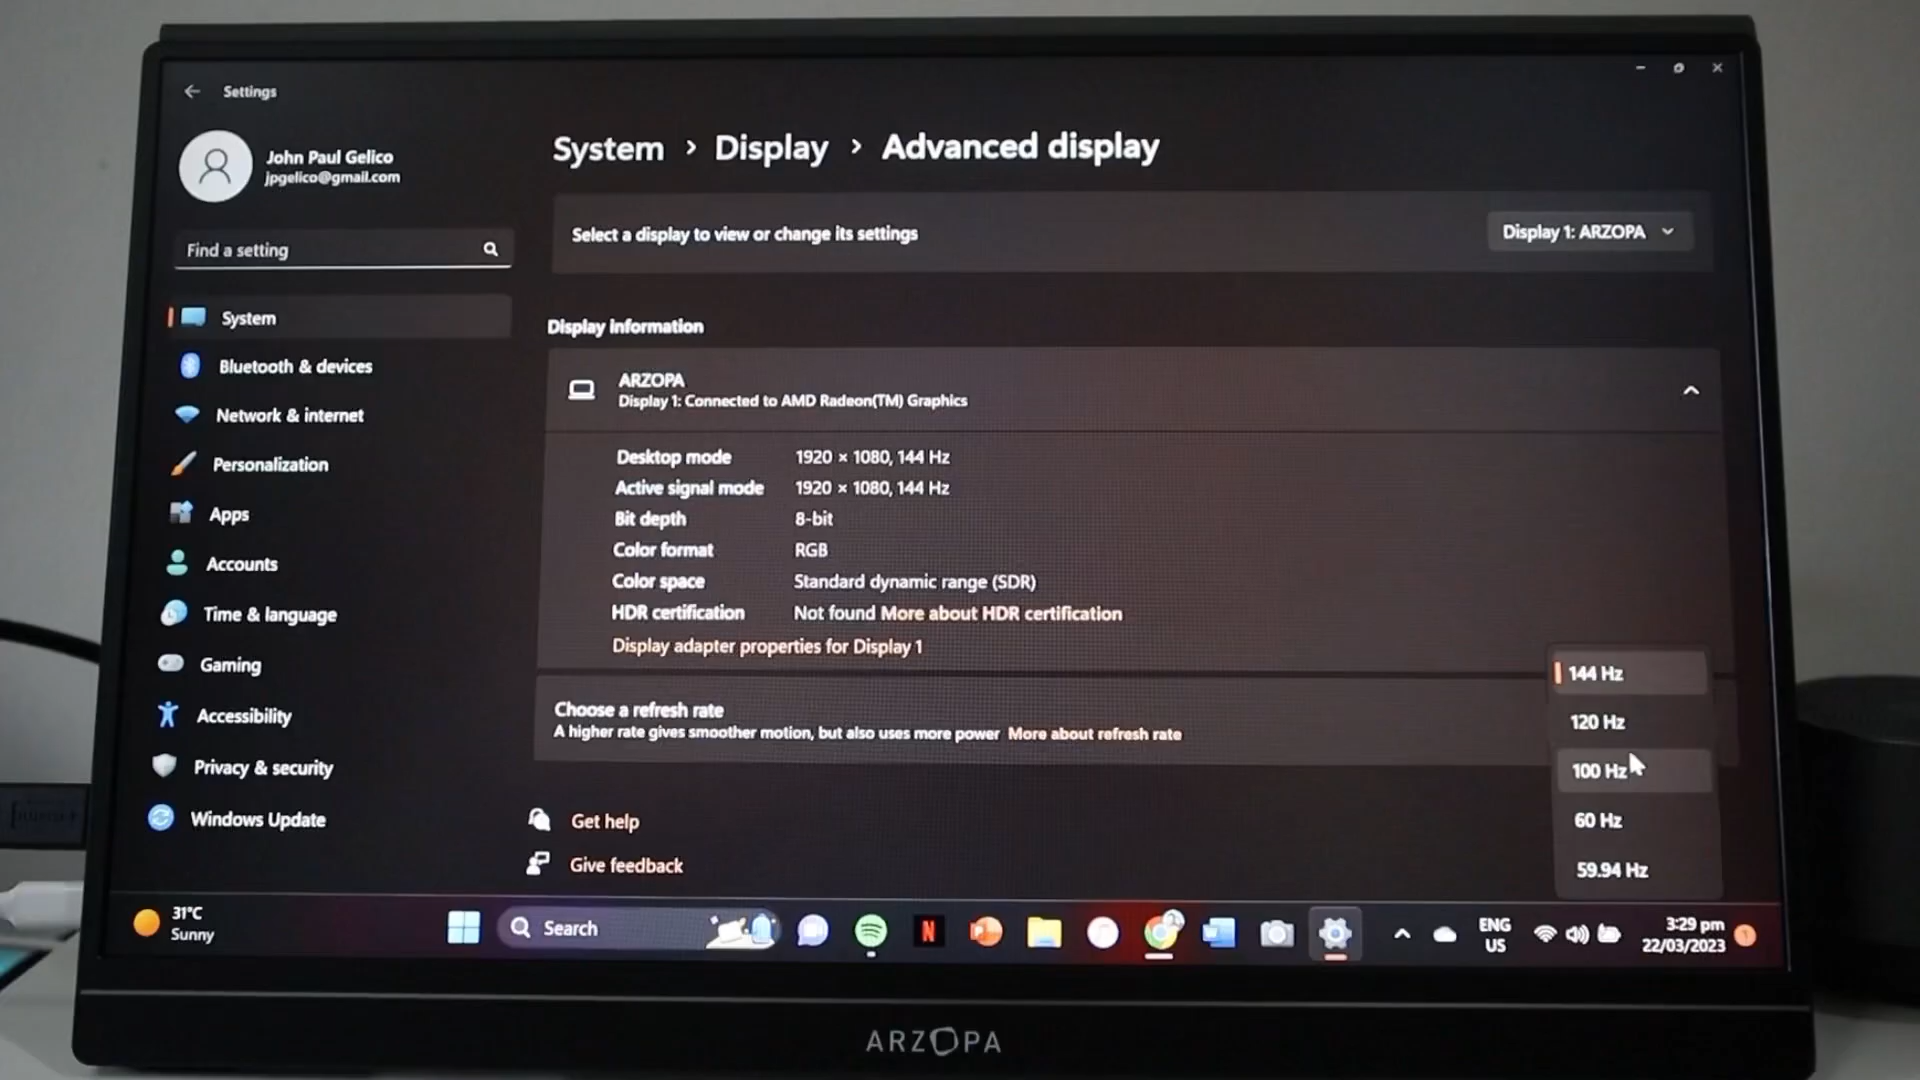 Settings
John Paul Gelico
jpgelico@gmail.com
Find a setting
System
Bluetooth & devices
Network & internet
Personalization
Apps
Accounts
Time & language
Gaming
Accessibility
Privacy & security
Windows Update
System > Display > Advanced display
Select a display to view or change its settings
Display 1: ARZOPA
Display information
ARZOPA
Display 1: Connected to AMD Radeon(TM) Graphics
Desktop mode 1920 × 1080, 144 Hz
Active signal mode 1920 × 1080, 144 Hz
Bit depth 8-bit
Color format RGB
Color space Standard dynamic range (SDR)
HDR certification Not found More about HDR certification
Display adapter properties for Display 1
Choose a refresh rate
A higher rate gives smoother motion, but also uses more power More about refresh rate
144 Hz
120 Hz
100 Hz
60 Hz
59.94 Hz
Get help
Give feedback
31°C
Sunny
Search
N
ENG
US
3:29 pm
22/03/2023
1
ARZOPA